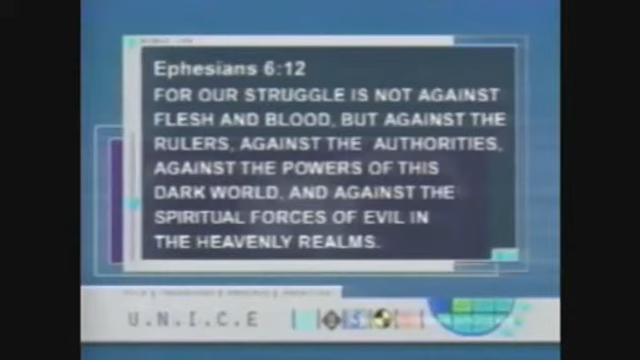 Ephesians 6:12
FOR OUR STRUGGLE IS NOT AGAINST
FLESH AND BLOOD, BUT AGAINST THE
RULERS, AGAINST THE AUTHORITIES,
AGAINST THE POWERS OF THIS
DARK WORLD, AND AGAINST THE
SPIRITUAL FORCES OF EVIL IN
THE HEAVENLY REALMS.
U.N.I.C.E